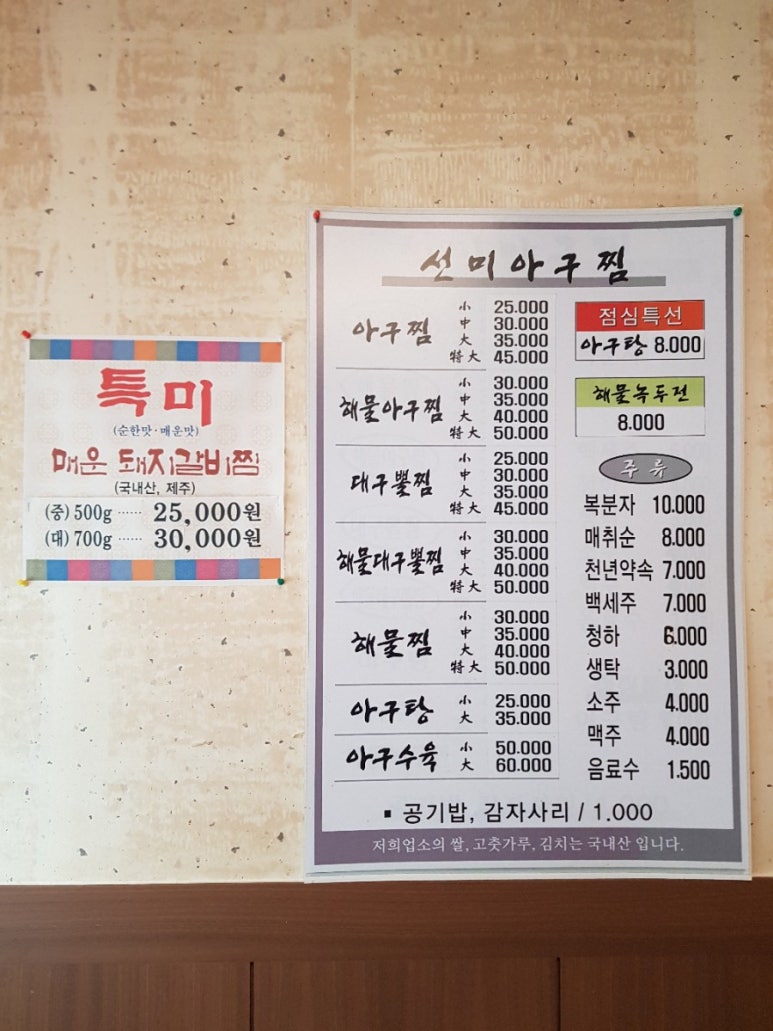 특미
(순한맛·매운맛)
매운 돼지갈비찜
(국내산, 제주)
(중) 500g ······ 25,000원
(대) 700g ······ 30,000원
선미아구찜
아구찜
小 25.000
中 30.000
大 35.000
特大 45.000
해물아구찜
小 30.000
中 35.000
大 40.000
特大 50.000
대구뽈찜
小 25.000
中 30.000
大 35.000
特大 45.000
해물대구뽈찜
小 30.000
中 35.000
大 40.000
特大 50.000
해물찜
小 30.000
中 35.000
大 40.000
特大 50.000
아구탕
小 25.000
大 35.000
아구수육
小 50.000
大 60.000
점심특선
아구탕 8.000
해물녹두전
8.000
주류
복분자 10.000
매취순 8.000
천년약속 7.000
백세주 7.000
청하 6.000
생탁 3.000
소주 4.000
맥주 4.000
음료수 1.500
▪ 공기밥, 감자사리 / 1.000
저희업소의 쌀, 고춧가루, 김치는 국내산 입니다.